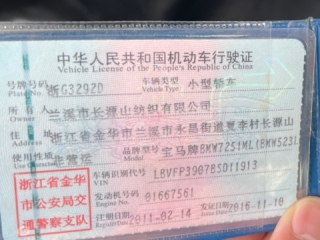 中华人民共和国机动车行驶证
Vehicle License of the People's Republic of China
号牌号码 浙G3292D 车辆类型 小型轿车
Plate No. Vehicle Type
所有人 兰溪市长源山纺织有限公司
Owner
住址 浙江省金华市兰溪市永昌街道夏李村长源山
Address
使用性质 非营运 品牌型号 宝马牌BMW7251ML(BMW523L
Use Character Model
浙江省金华
市公安局交
通警察支队
车辆识别代号 LBVFP3907BSD11913
VIN
发动机号码 01667561
Engine No.
注册日期 2011-02-14 发证日期 2016-11-10
Register Date Issue Date